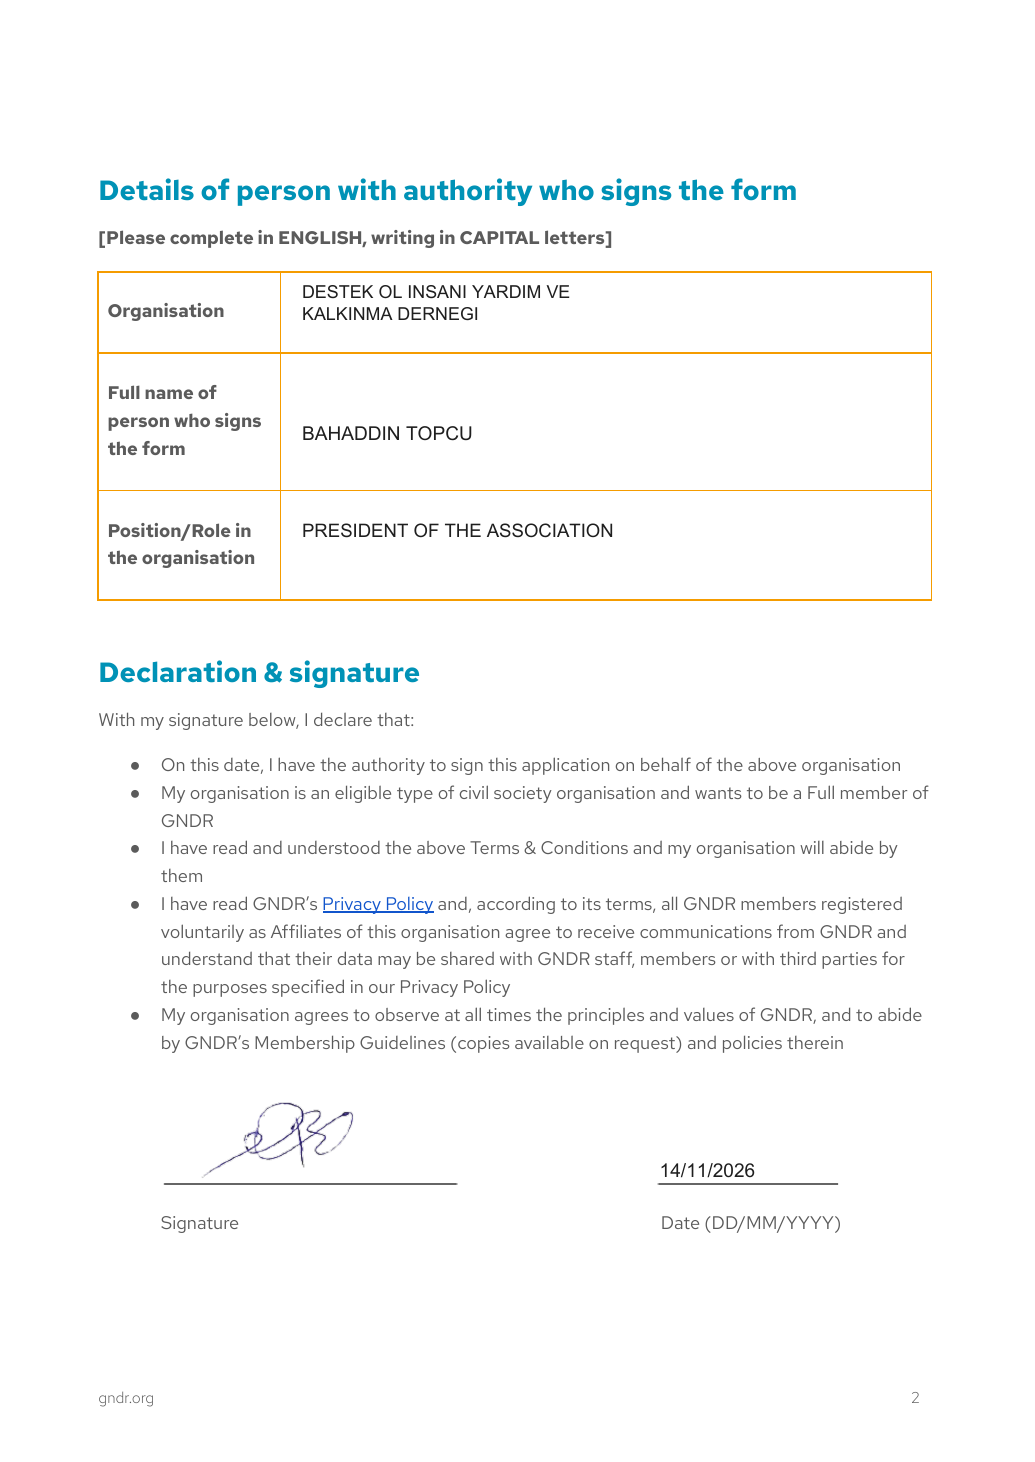 Details of person with authority who signs the form
[Please complete in ENGLISH, writing in CAPITAL letters]
Organisation
DESTEK OL INSANI YARDIM VE
KALKINMA DERNEGI
Full name of
person who signs
the form
BAHADDIN TOPCU
Position/Role in
the organisation
PRESIDENT OF THE ASSOCIATION
Declaration & signature
With my signature below, I declare that:
● On this date, I have the authority to sign this application on behalf of the above organisation
● My organisation is an eligible type of civil society organisation and wants to be a Full member of
GNDR
● I have read and understood the above Terms & Conditions and my organisation will abide by
them
● I have read GNDR’s Privacy Policy and, according to its terms, all GNDR members registered
voluntarily as Affiliates of this organisation agree to receive communications from GNDR and
understand that their data may be shared with GNDR staff, members or with third parties for
the purposes specified in our Privacy Policy
● My organisation agrees to observe at all times the principles and values of GNDR, and to abide
by GNDR’s Membership Guidelines (copies available on request) and policies therein
14/11/2026
Signature
Date (DD/MM/YYYY)
gndr.org
2